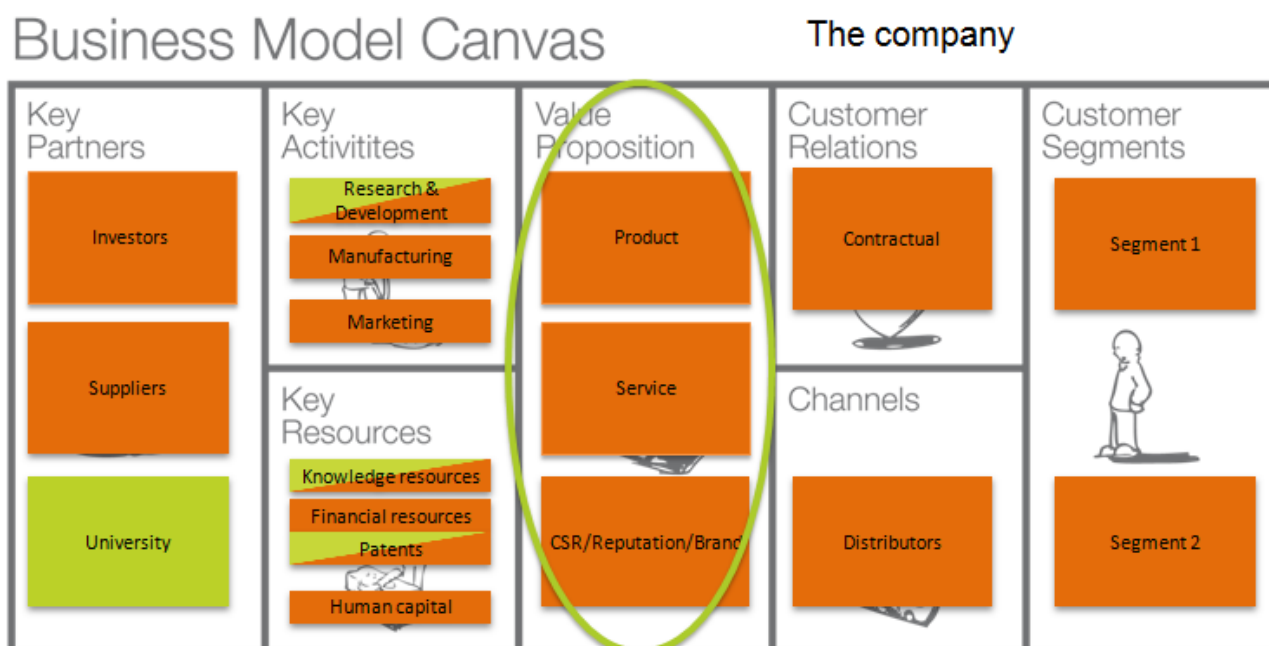 Business Model Canvas
The company
Key
Partners
Investors
Suppliers
University
Key
Activitites
Research &
Development
Manufacturing
Marketing
Key
Resources
Knowledge resources
Financial resources
Patents
Human capital
Value
Proposition
Product
Service
CSR/Reputation/Brand
Customer
Relations
Contractual
Channels
Distributors
Customer
Segments
Segment 1
Segment 2